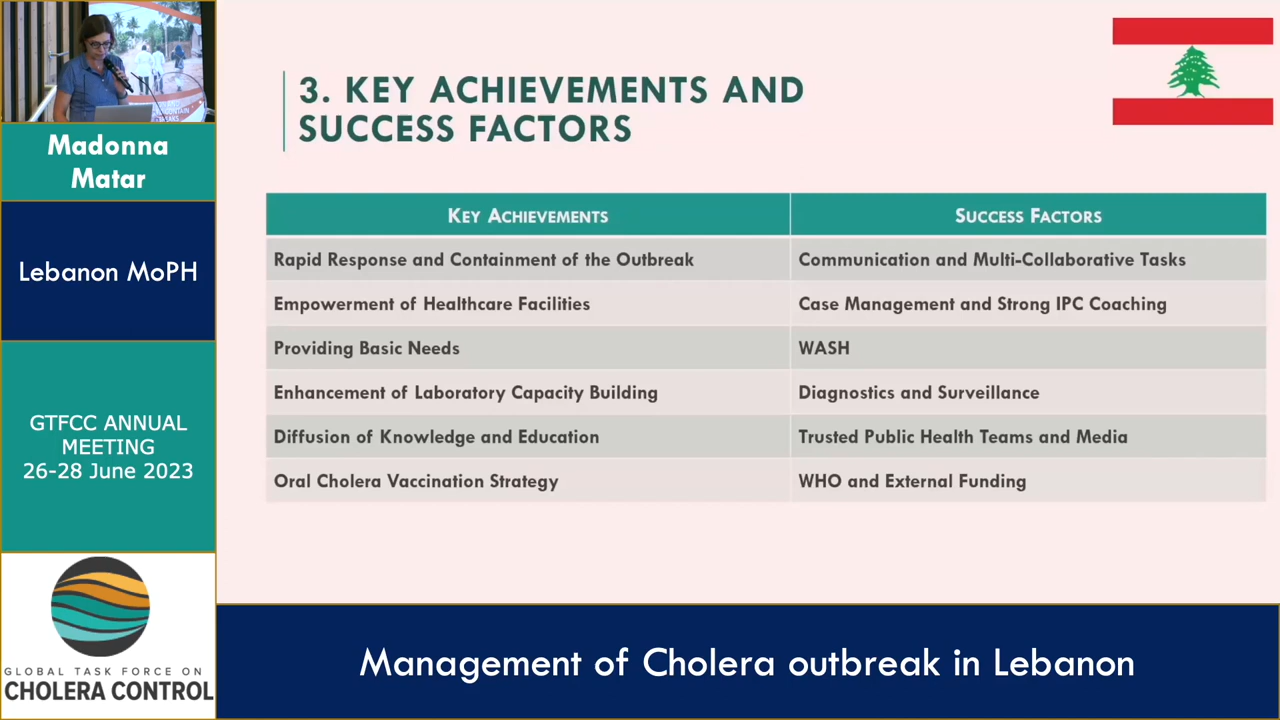 Madonna
Matar
Lebanon MoPH
GTFCC ANNUAL
MEETING
26-28 June 2023
GLOBAL TASK FORCE ON
CHOLERA CONTROL
3. KEY ACHIEVEMENTS AND
SUCCESS FACTORS
KEY ACHIEVEMENTS
SUCCESS FACTORS
Rapid Response and Containment of the Outbreak
Communication and Multi-Collaborative Tasks
Empowerment of Healthcare Facilities
Case Management and Strong IPC Coaching
Providing Basic Needs
WASH
Enhancement of Laboratory Capacity Building
Diagnostics and Surveillance
Diffusion of Knowledge and Education
Trusted Public Health Teams and Media
Oral Cholera Vaccination Strategy
WHO and External Funding
Management of Cholera outbreak in Lebanon